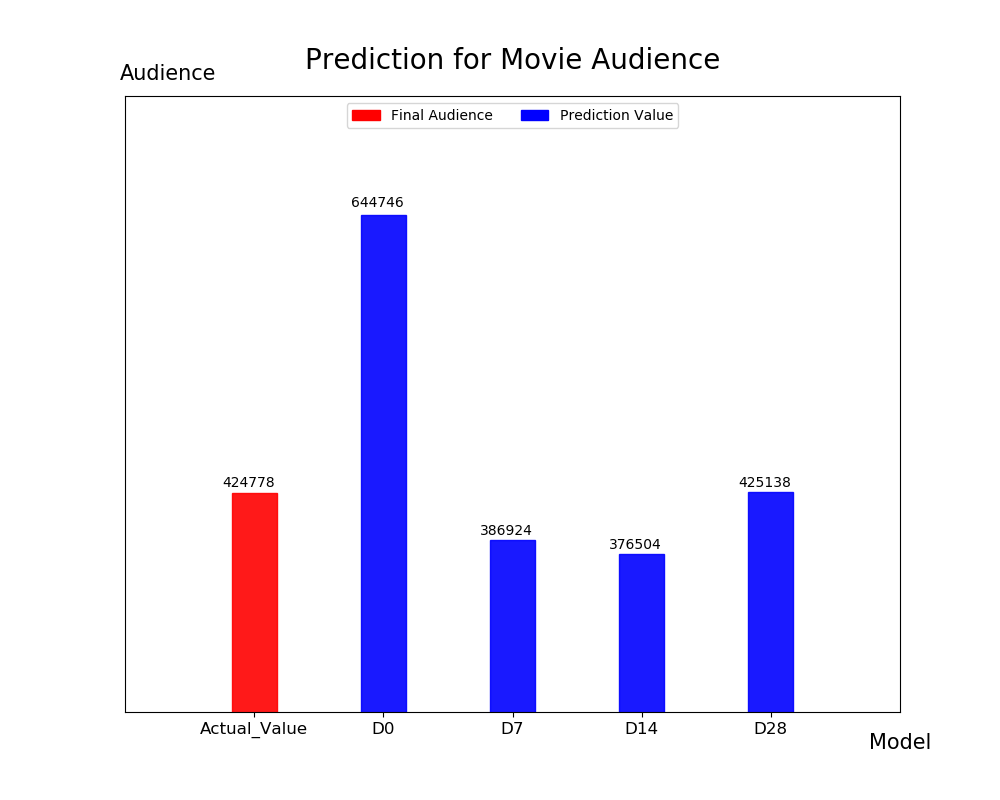 Prediction for Movie Audience
Audience
Final Audience Prediction Value
644746
424778
425138
386924
376504
Actual_Value D0 D7 D14 D28
Model